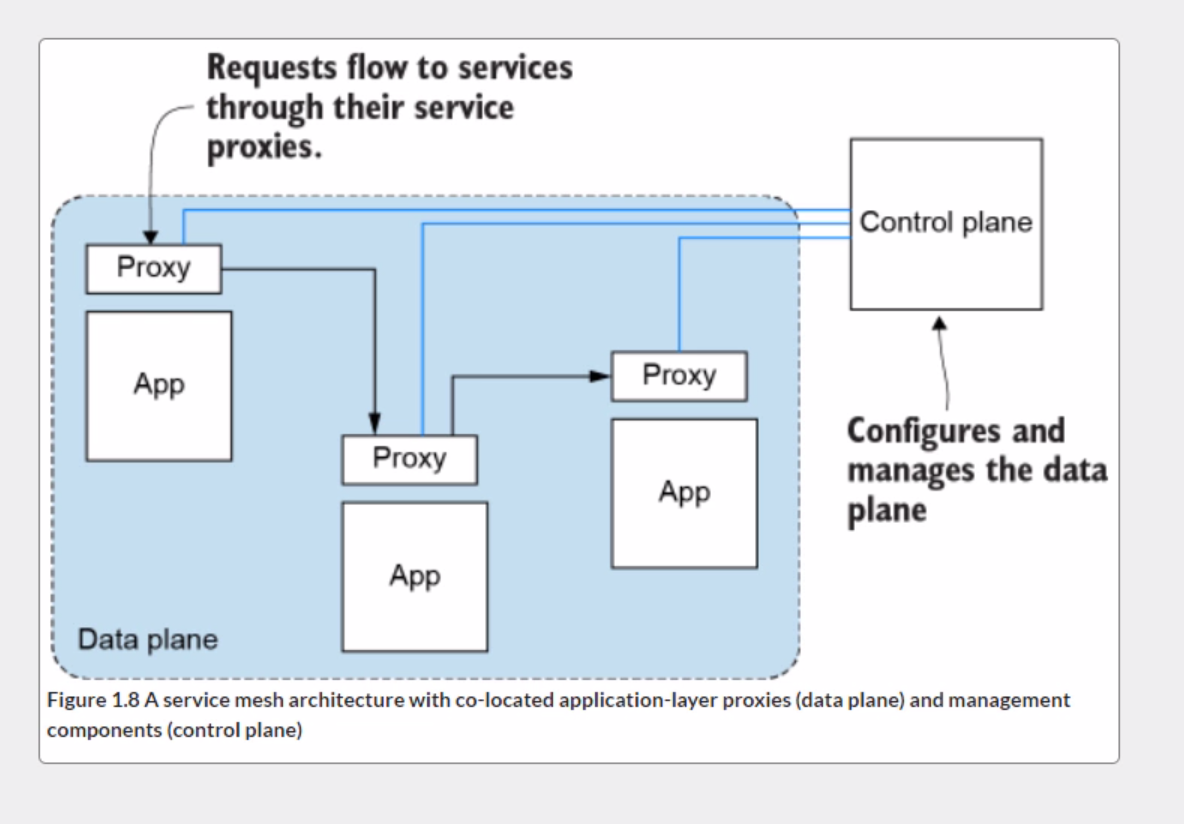 Requests flow to services
through their service
proxies.
Control plane
Proxy
App
Proxy
App
Proxy
App
Configures and
manages the data
plane
Data plane
Figure 1.8 A service mesh architecture with co-located application-layer proxies (data plane) and management
components (control plane)